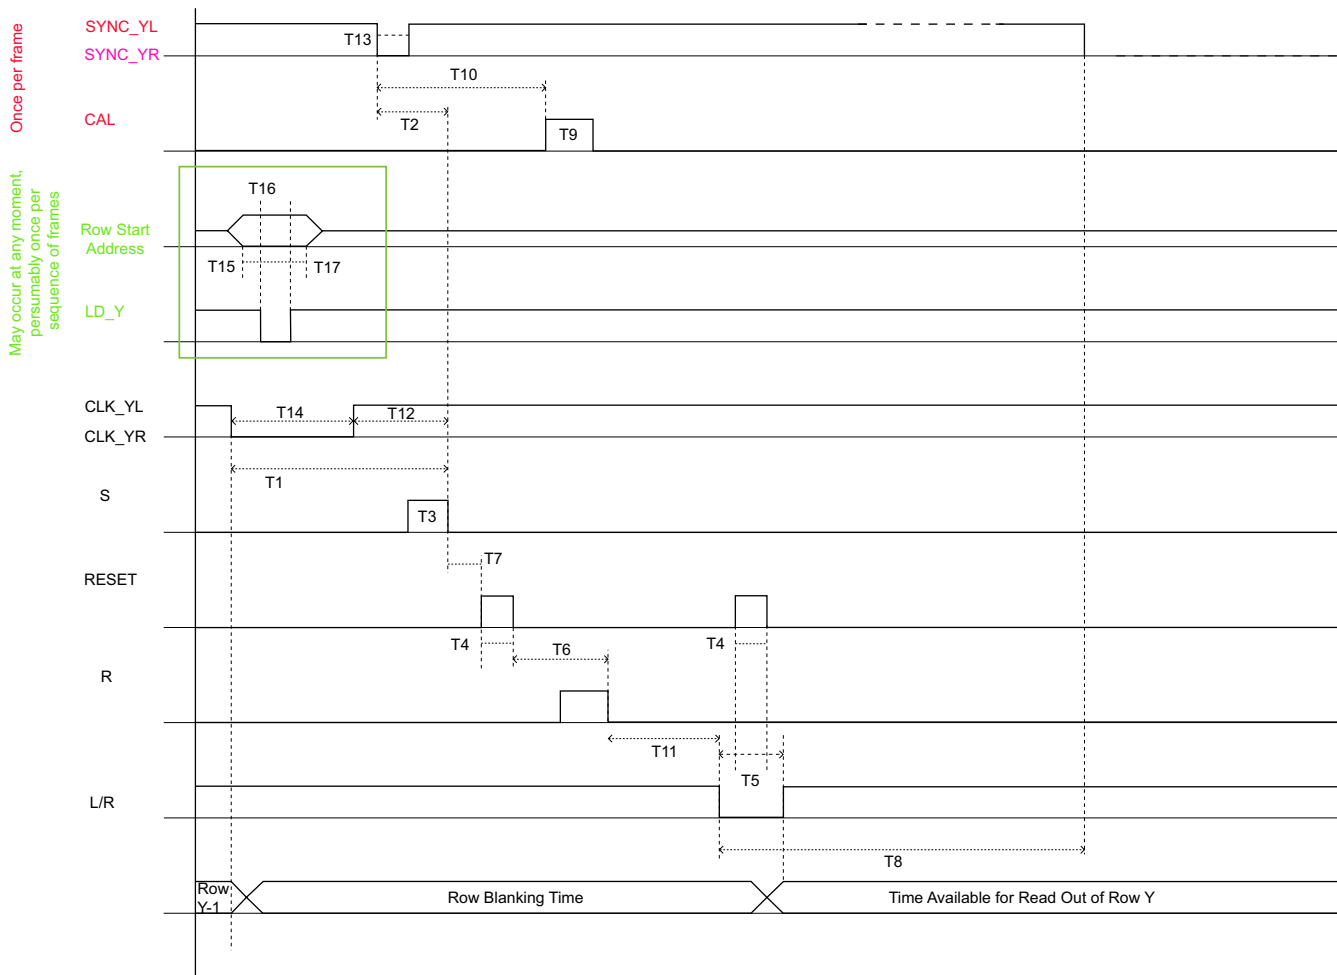 Once per frame
SYNC_YL
SYNC_YR
T13
T10
T2
CAL
T9
May occur at any moment,
persumably once per
sequence of frames
T16
Row Start
Address
T15
T17
LD_Y
CLK_YL
CLK_YR
T14
T12
T1
S
T3
T7
RESET
T4
T6
T4
R
T11
T5
L/R
T8
Row
Y-1
Row Blanking Time
Time Available for Read Out of Row Y